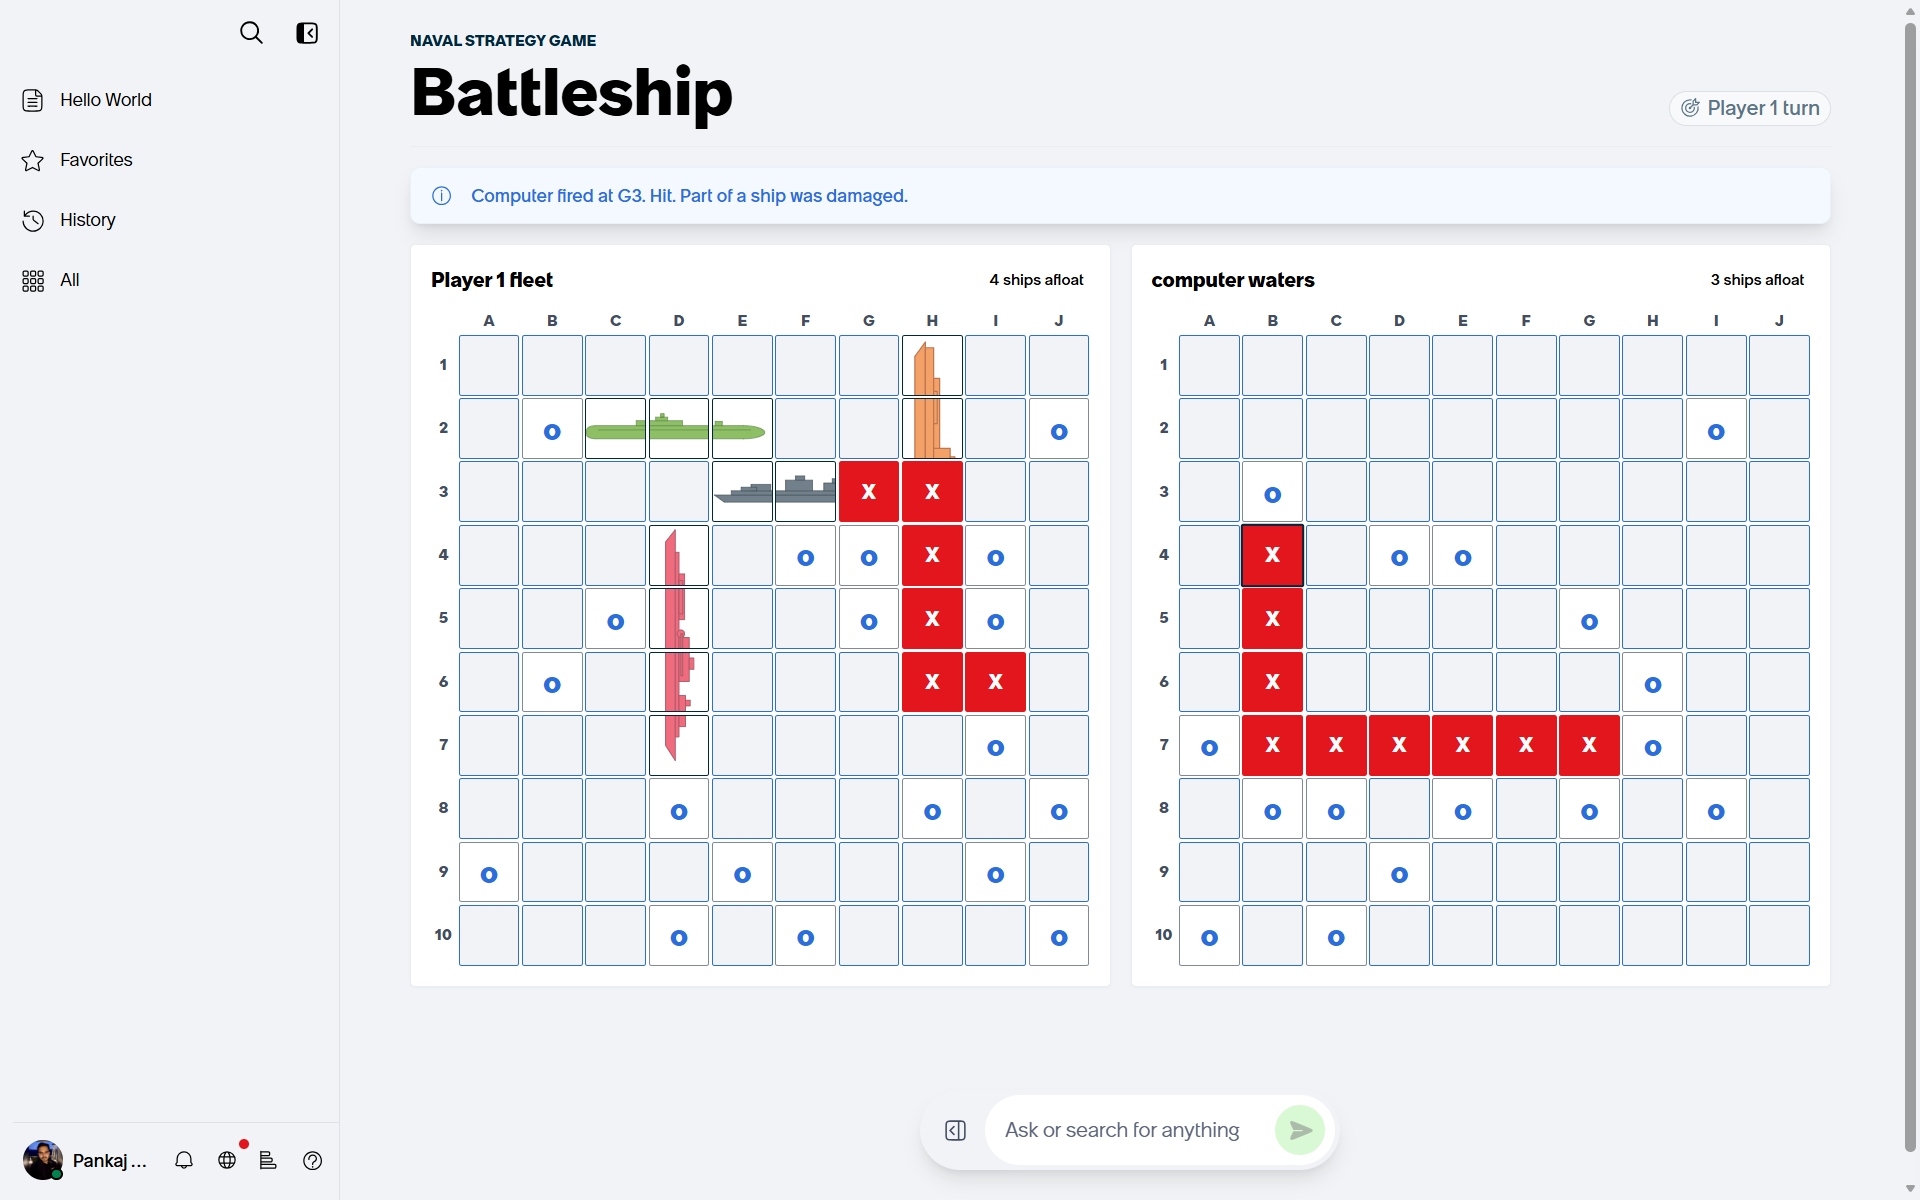 NAVAL STRATEGY GAME
Battleship
Player 1 turn
Hello World
Favorites
History
All
Computer fired at G3. Hit. Part of a ship was damaged.
Player 1 fleet
4 ships afloat
A B C D E F G H I J
1
2 o o
3 X X
4 o o X o
5 o o X o
6 o X X
7 o
8 o o o
9 o o o
10 o o o
computer waters
3 ships afloat
A B C D E F G H I J
1
2 o
3 o
4 X o o
5 X o
6 X o
7 o X X X X X X o
8 o o o o o
9 o
10 o o
Ask or search for anything
Pankaj ...